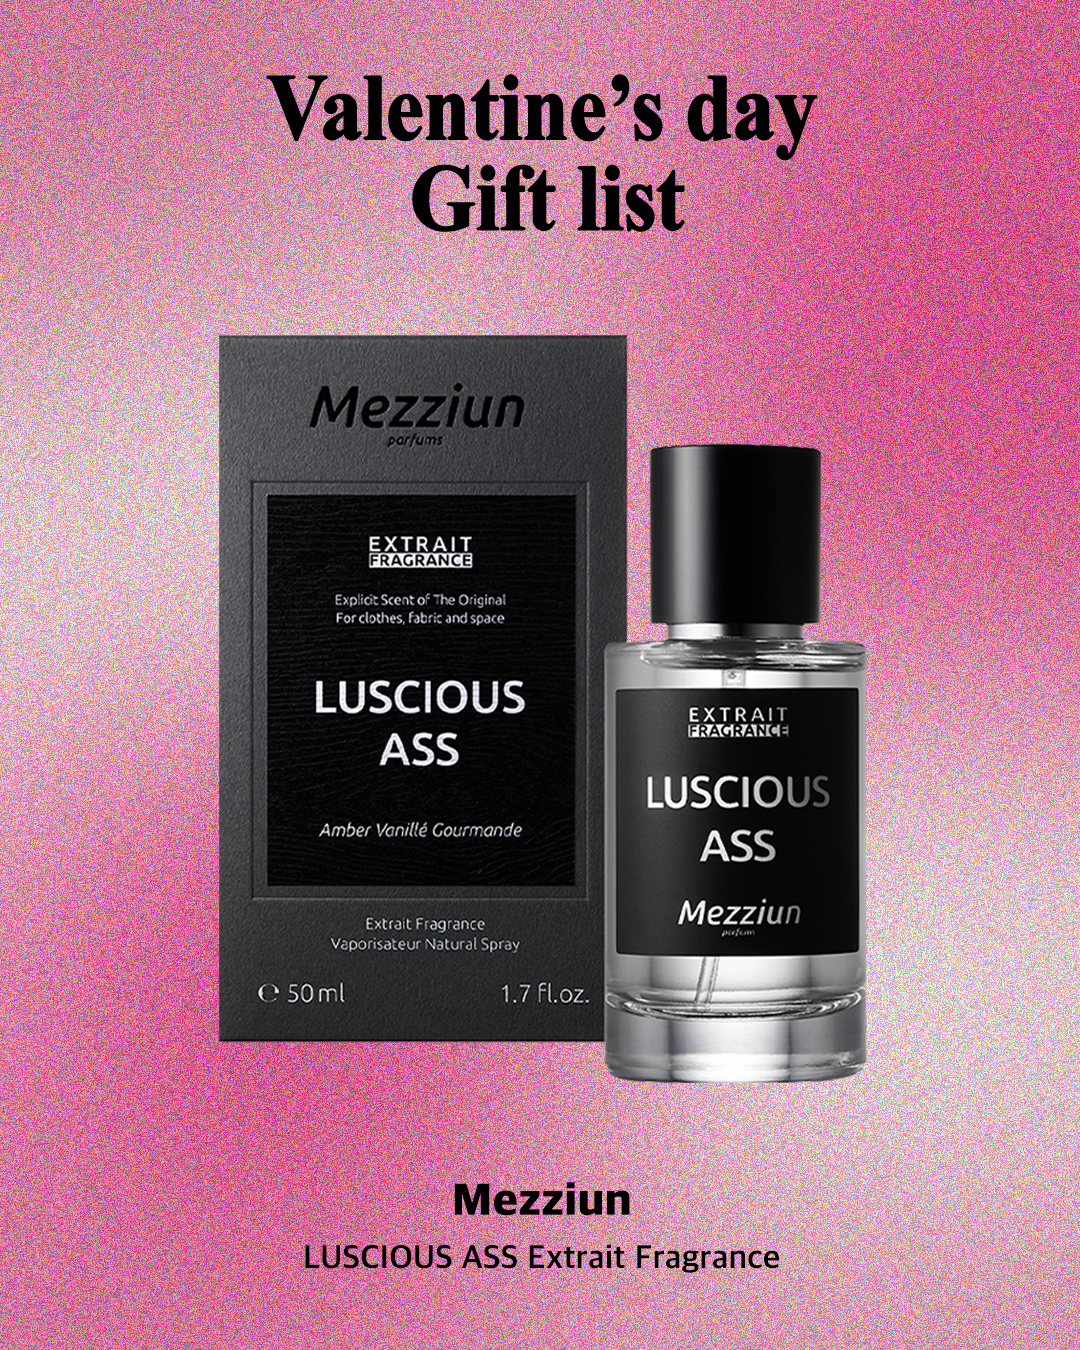 Valentine’s day
Gift list
Mezziun
parfums
EXTRAIT
FRAGRANCE
Explicit Scent of The Original
For clothes, fabric and space
LUSCIOUS
ASS
Amber Vanillé Gourmande
Extrait Fragrance
Vaporisateur Natural Spray
℮ 50ml
1.7 fl.oz.
EXTRAIT
FRAGRANCE
LUSCIOUS
ASS
Mezziun
parfums
Mezziun
LUSCIOUS ASS Extrait Fragrance